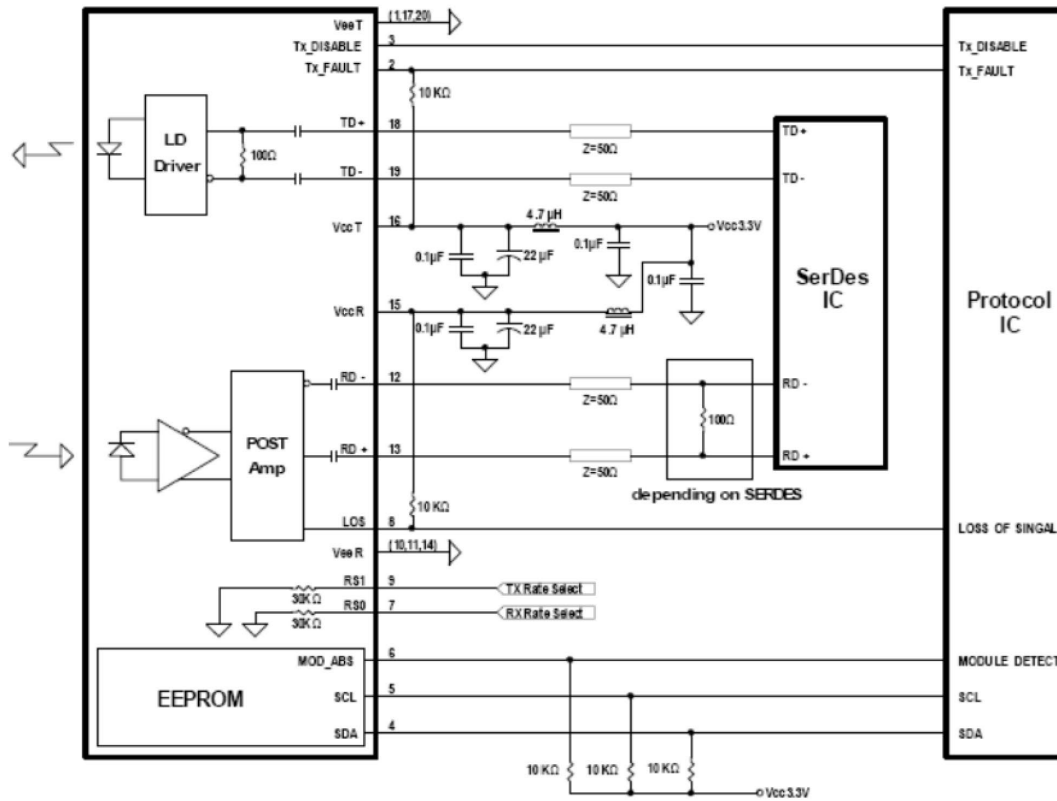 VeeT (1,17,20)
Tx_DISABLE 3 Tx_DISABLE
Tx_FAULT 2 Tx_FAULT
10 KΩ
LD
Driver
100Ω
TD+ 18 Z=50Ω TD+
TD- 19 Z=50Ω TD-
VccT 16 4.7 µH Vcc3.3V
0.1µF 22 µF 0.1µF 0.1µF
SerDes
IC
Protocol
IC
VccR 15
0.1µF 22 µF 4.7 µH
RD - 12 Z=50Ω RD -
100Ω
POST
Amp
RD + 13 Z=50Ω RD +
depending on SERDES
10 KΩ
LOS 8 LOSS OF SINGAL
VeeR (10,11,14)
RS1 9 TX Rate Select
30KΩ
RS0 7 RX Rate Select
30KΩ
MOD_ABS 6 MODULE DETECT
EEPROM
SCL 5 SCL
SDA 4 SDA
10 KΩ 10 KΩ 10 KΩ
Vcc3.3V